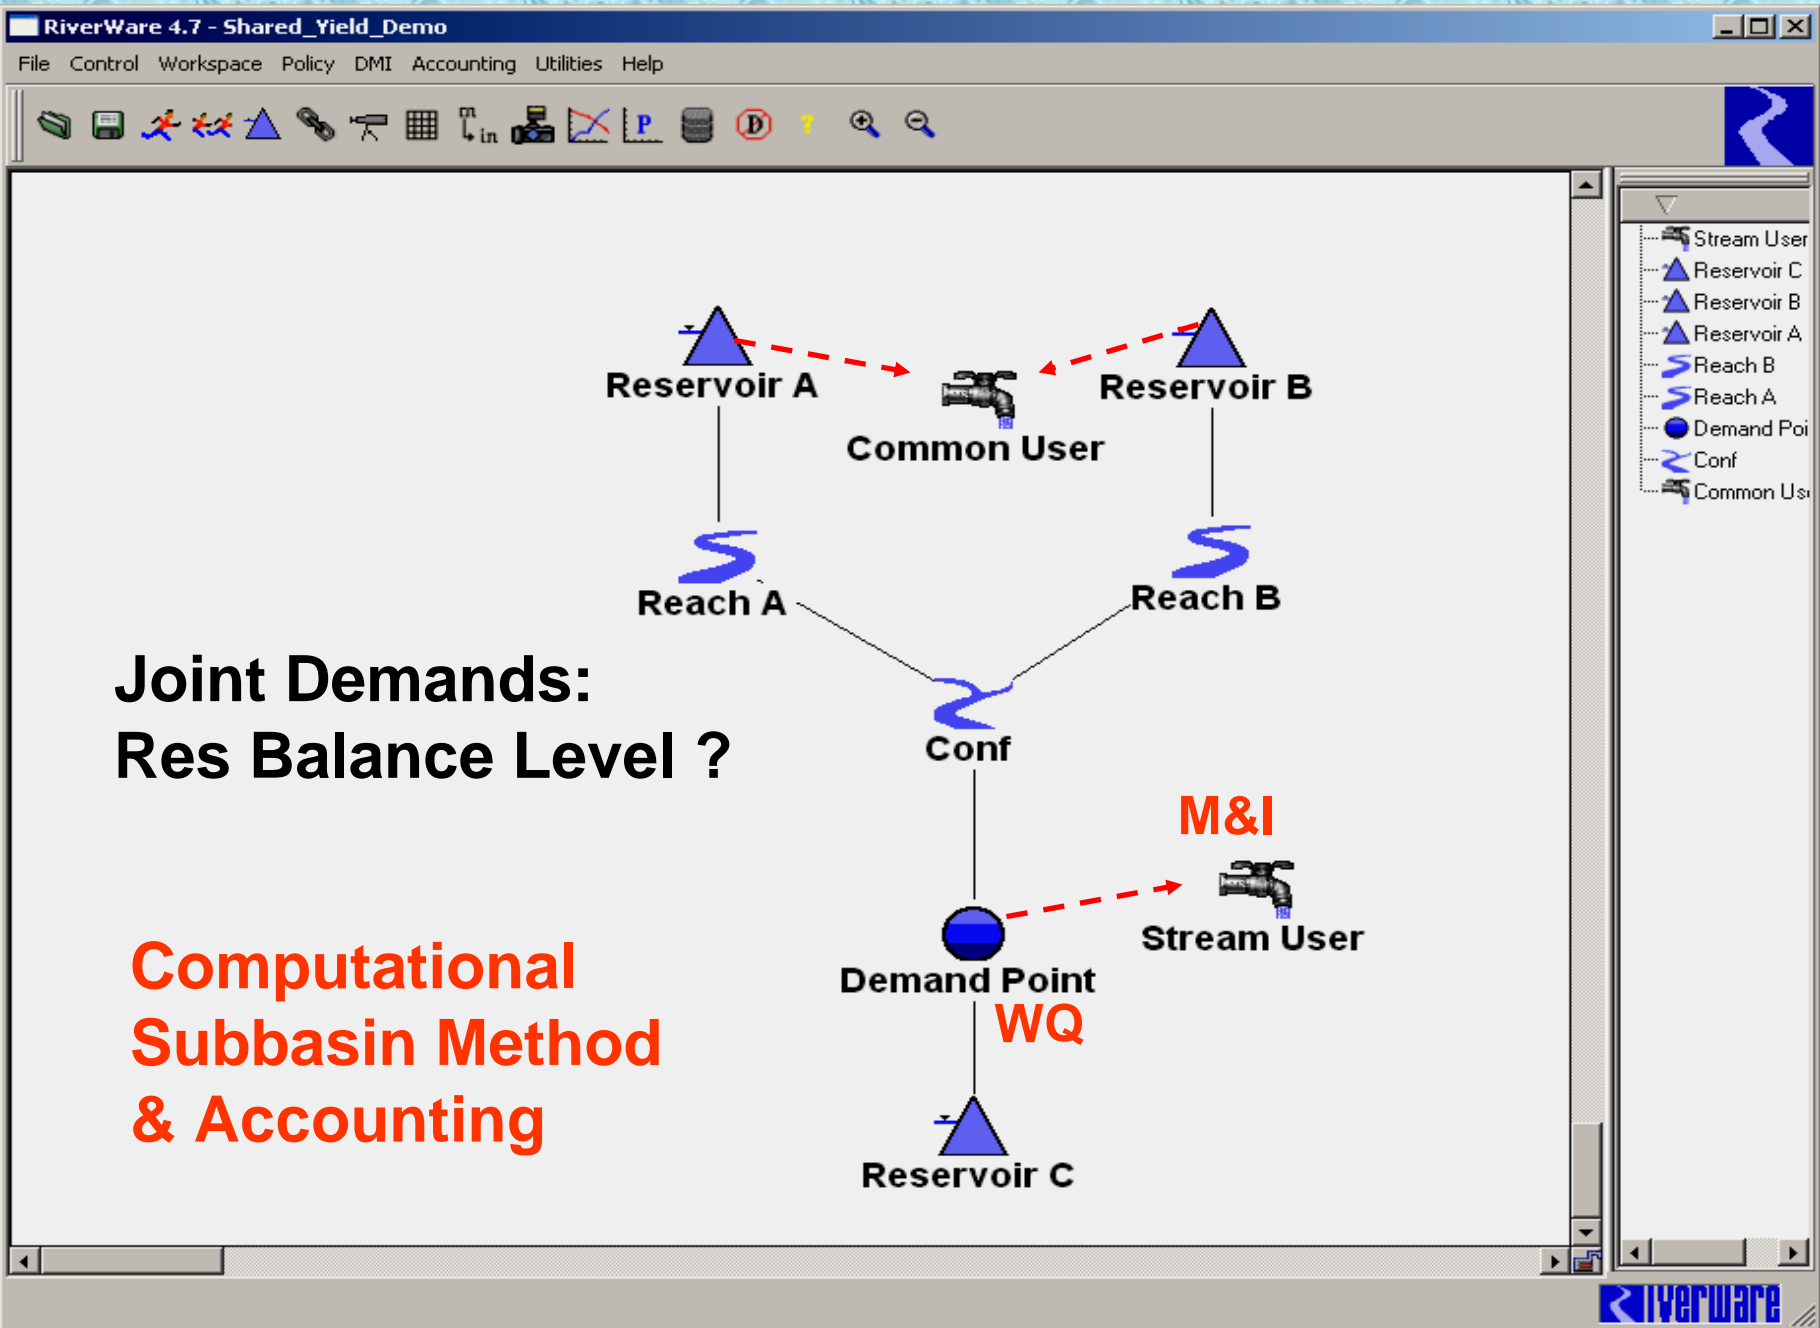 RiverWare 4.7 - Shared_Yield_Demo
File Control Workspace Policy DMI Accounting Utilities Help
m in P D ?
Stream User
Reservoir C
Reservoir B
Reservoir A
Reach B
Reach A
Demand Poi
Conf
Common Us
Reservoir A
Reservoir B
Common User
Reach A
Reach B
Joint Demands:
Res Balance Level ?
Conf
M&I
Stream User
Demand Point
WQ
Computational
Subbasin Method
& Accounting
Reservoir C
Riverware